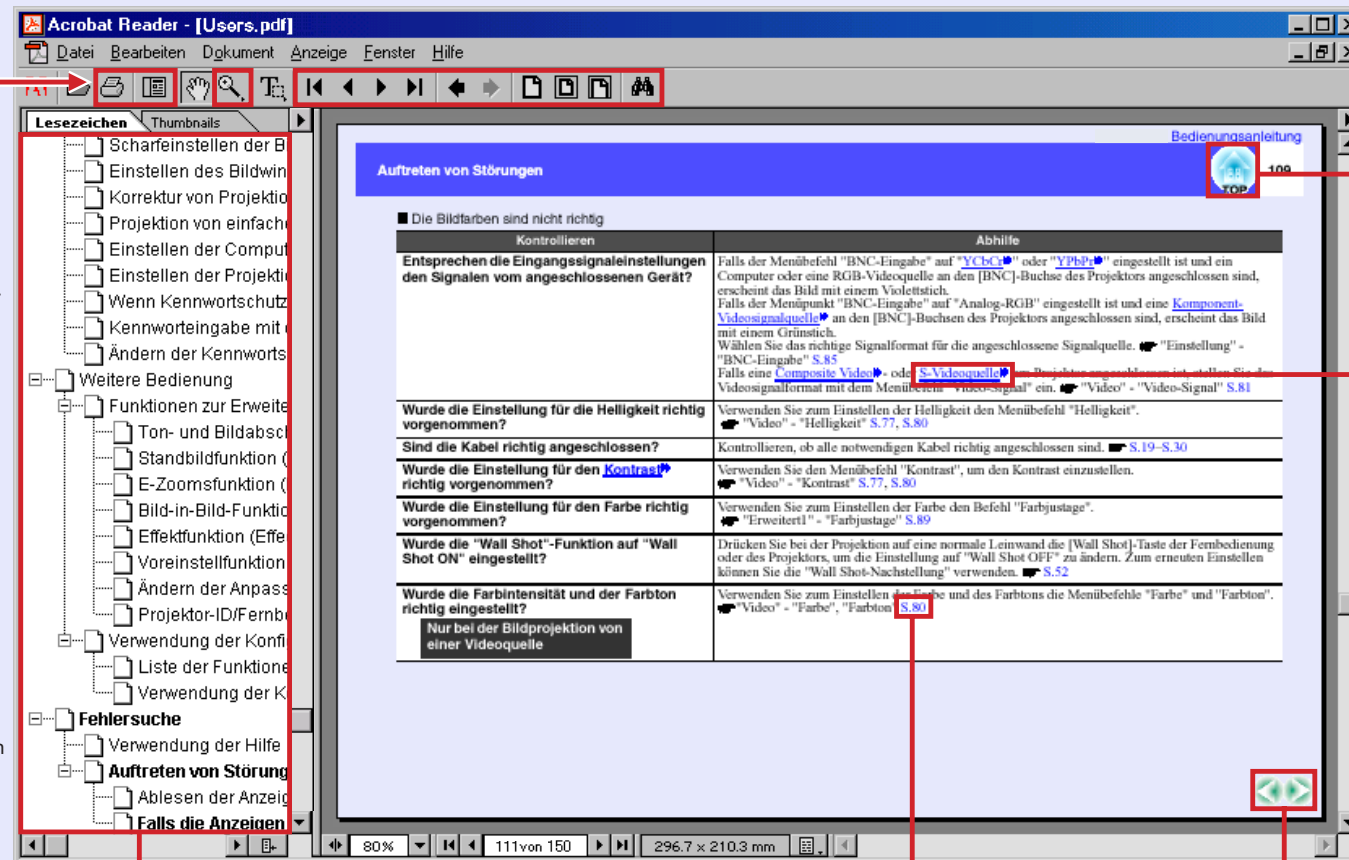 Acrobat Reader - [Users.pdf]
Datei Bearbeiten Dokument Anzeige Fenster Hilfe
Lesezeichen Thumbnails
Scharfeinstellen der B
Einstellen des Bildwin
Korrektur von Projektio
Projektion von einfach
Einstellen der Comput
Einstellen der Projekti
Wenn Kennwortschutz
Kennworteingabe mit
Ändern der Kennworts
Weitere Bedienung
Funktionen zur Erweite
Ton- und Bildabsc
Standbildfunktion (
E-Zoomsfunktion (
Bild-in-Bild-Funktio
Effektfunktion (Effe
Voreinstellfunktion
Ändern der Anpass
Projektor-ID/Fernb
Verwendung der Konfi
Liste der Funktione
Verwendung der K
Fehlersuche
Verwendung der Hilfe
Auftreten von Störung
Ablesen der Anzeig
Falls die Anzeigen
n
Bedienungsanleitung
Auftreten von Störungen
TOP
109
■ Die Bildfarben sind nicht richtig
Kontrollieren Abhilfe
Entsprechen die Eingangssignaleinstellungen
den Signalen vom angeschlossenen Gerät?
Falls der Menübefehl "BNC-Eingabe" auf "YCbCr" oder "YPbPr" eingestellt ist und ein
Computer oder eine RGB-Videoquelle an den [BNC]-Buchse des Projektors angeschlossen sind,
erscheint das Bild mit einem Violettstich.
Falls der Menüpunkt "BNC-Eingabe" auf "Analog-RGB" eingestellt ist und eine Komponent-
Videosignalquelle an den [BNC]-Buchsen des Projektors angeschlossen sind, erscheint das Bild
mit einem Grünstich.
Wählen Sie das richtige Signalformat für die angeschlossene Signalquelle. ☛ "Einstellung" -
"BNC-Eingabe" S.85
Falls eine Composite Video- oder S-Videoquelle am Projektor angeschlossen ist, stellen Sie das
Videosignalformat mit dem Menübefehl "Video-Signal" ein. ☛ "Video" - "Video-Signal" S.81
Wurde die Einstellung für die Helligkeit richtig
vorgenommen?
Verwenden Sie zum Einstellen der Helligkeit den Menübefehl "Helligkeit".
☛ "Video" - "Helligkeit" S.77, S.80
Sind die Kabel richtig angeschlossen?
Kontrollieren, ob alle notwendigen Kabel richtig angeschlossen sind. ☛ S.19–S.30
Wurde die Einstellung für den Kontrast
richtig vorgenommen?
Verwenden Sie den Menübefehl "Kontrast", um den Kontrast einzustellen.
☛ "Video" - "Kontrast" S.77, S.80
Wurde die Einstellung für den Farbe richtig
vorgenommen?
Verwenden Sie zum Einstellen der Farbe den Befehl "Farbjustage".
☛ "Erweitert1" - "Farbjustage" S.89
Wurde die "Wall Shot"-Funktion auf "Wall
Shot ON" eingestellt?
Drücken Sie bei der Projektion auf eine normale Leinwand die [Wall Shot]-Taste der Fernbedienung
oder des Projektors, um die Einstellung auf "Wall Shot OFF" zu ändern. Zum erneuten Einstellen
können Sie die "Wall Shot-Nachstellung" verwenden. ☛ S.52
Wurde die Farbintensität und der Farbton
richtig eingestellt?
Nur bei der Bildprojektion von
einer Videoquelle
Verwenden Sie zum Einstellen der Farbe und des Farbtons die Menübefehle "Farbe" und "Farbton".
☛ "Video" - "Farbe", "Farbton" S.80
80% 111von 150 296.7 x 210.3 mm